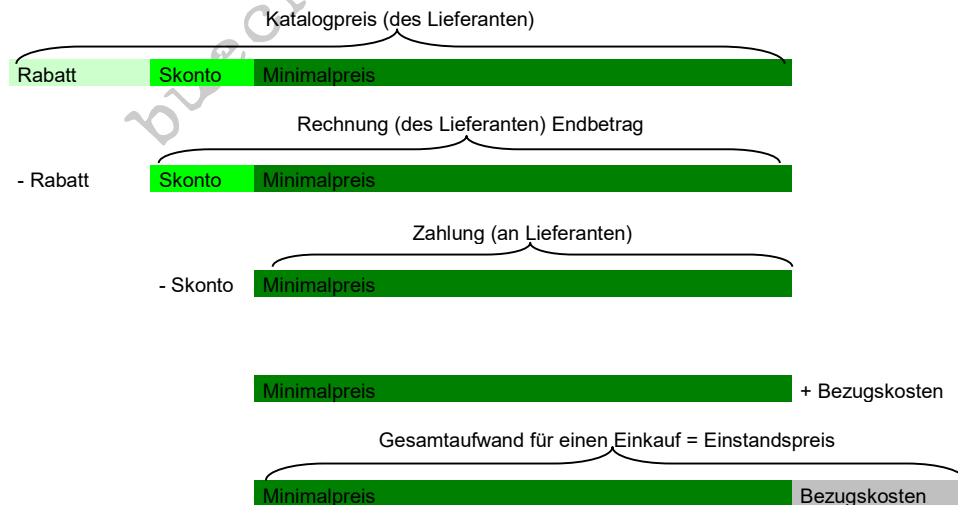 Katalogpreis (des Lieferanten)
Rabatt Skonto Minimalpreis
Rechnung (des Lieferanten) Endbetrag
- Rabatt Skonto Minimalpreis
Zahlung (an Lieferanten)
- Skonto Minimalpreis
Minimalpreis + Bezugskosten
Gesamtaufwand für einen Einkauf = Einstandspreis
Minimalpreis Bezugskosten